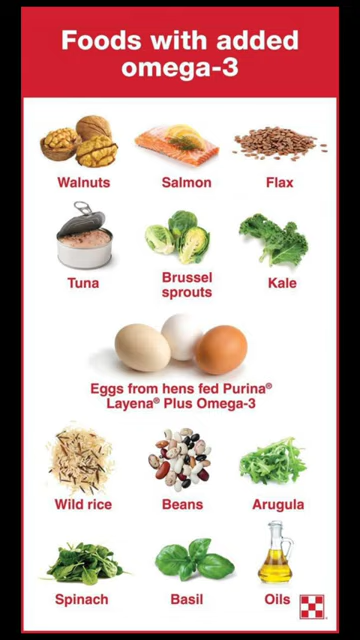 Foods with added
omega-3
Walnuts
Salmon
Flax
Tuna
Brussel
sprouts
Kale
Eggs from hens fed Purina®
Layena® Plus Omega-3
Wild rice
Beans
Arugula
Spinach
Basil
Oils